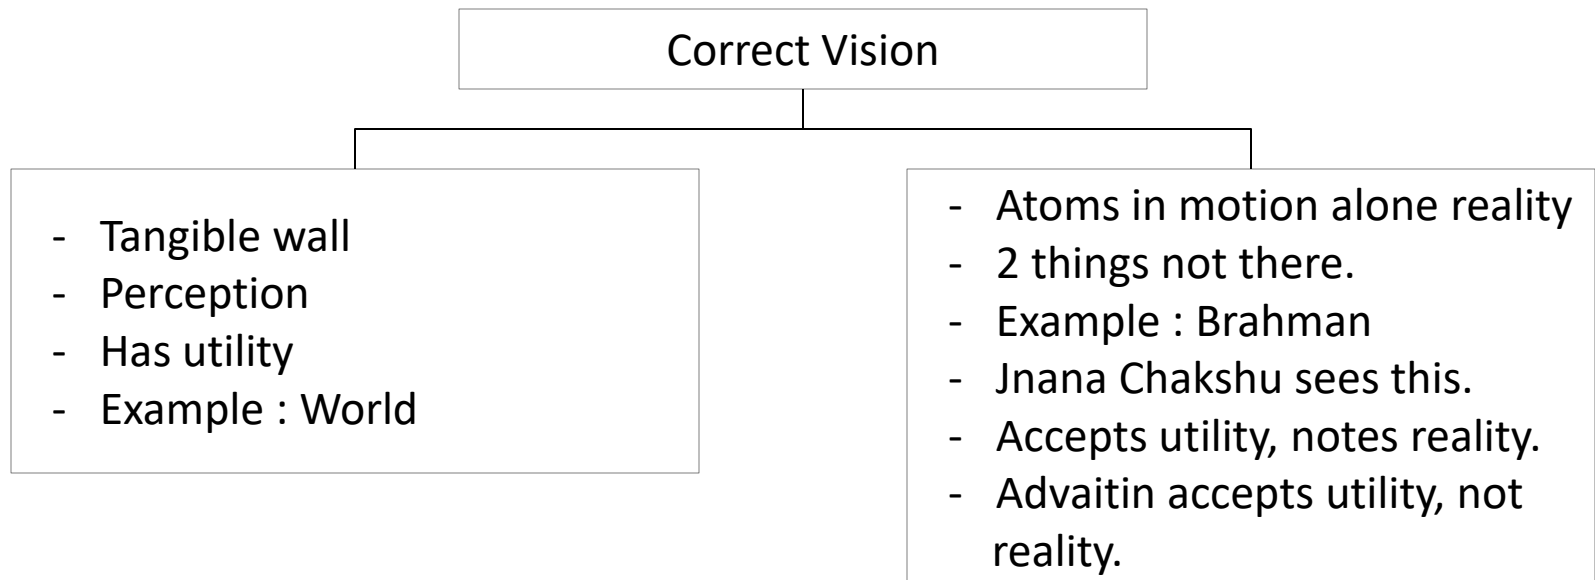 Correct Vision
- Tangible wall
- Perception
- Has utility
- Example : World
- Atoms in motion alone reality
- 2 things not there.
- Example : Brahman
- Jnana Chakshu sees this.
- Accepts utility, notes reality.
- Advaitin accepts utility, not
reality.